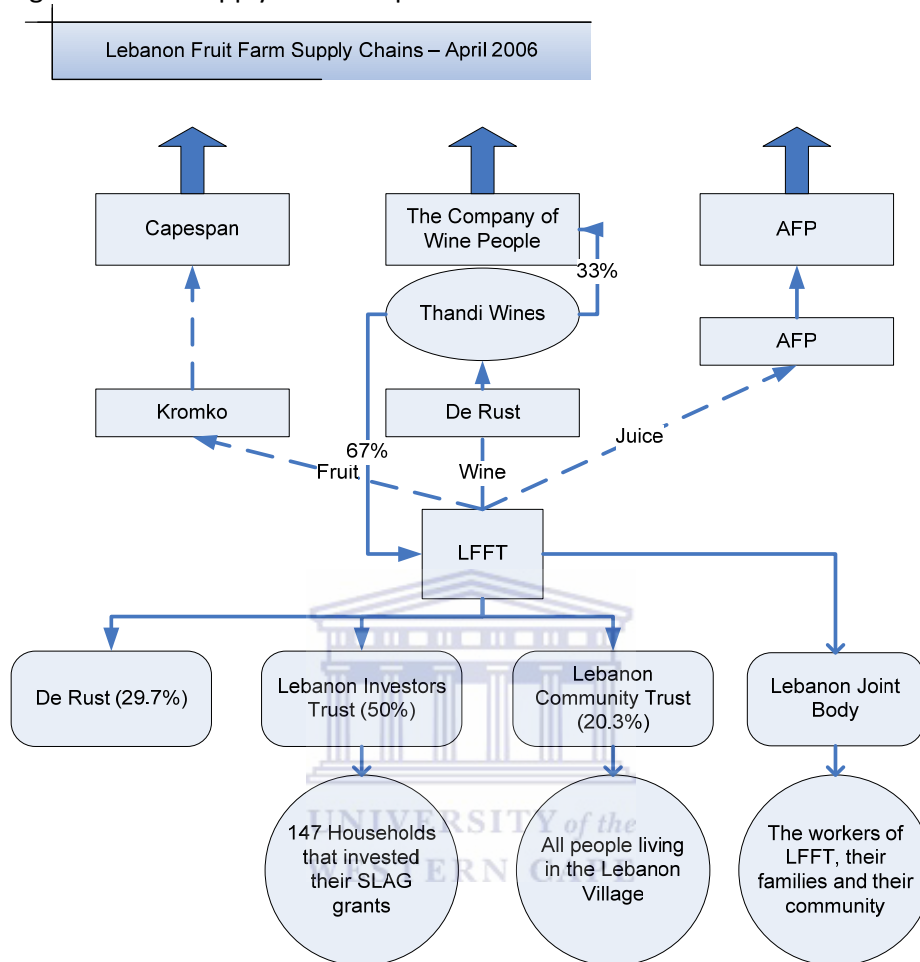 Lebanon Fruit Farm Supply Chains – April 2006
Capespan
The Company of
Wine People
AFP
33%
Thandi Wines
AFP
Kromko
De Rust
Juice
67%
Fruit
Wine
LFFT
De Rust (29.7%)
Lebanon Investors
Trust (50%)
Lebanon
Community Trust
(20.3%)
Lebanon Joint
Body
147 Households
that invested
their SLAG
grants
All people living
in the Lebanon
Village
The workers of
LFFT, their
families and their
community
UNIVERSITY of the
WESTERN CAPE